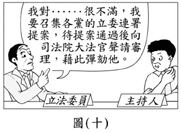 我對⋯⋯很不滿，我
要召集各黨的立委連署
提案，待提案通過後向
司法院大法官聲請審
理，藉此彈劾他。
立法委員
主持人
圖(十)